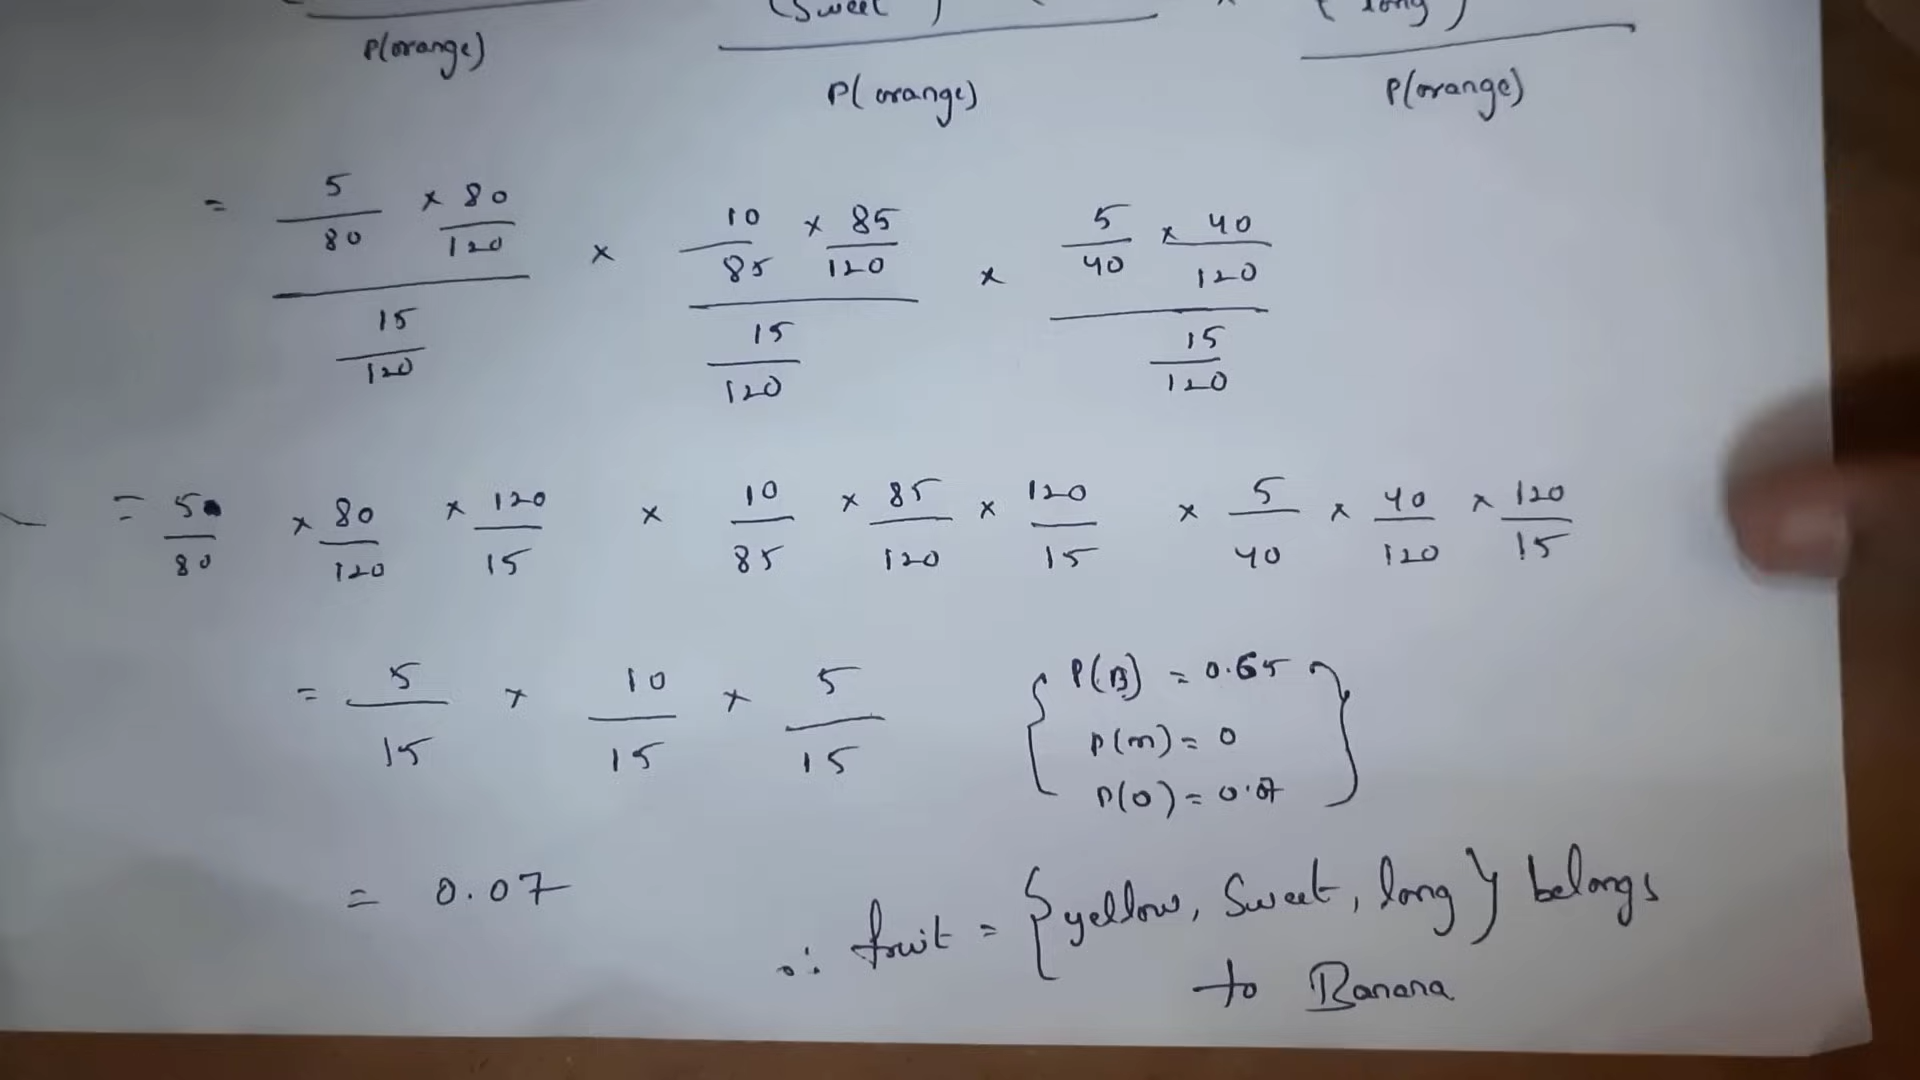 (Sweet) × (long)
P(orange) P(orange) P(orange)
= 5/80 × 80/120 / 15/120 × 10/85 × 85/120 / 15/120 × 5/40 × 40/120 / 15/120
= 5/80 × 80/120 × 120/15 × 10/85 × 85/120 × 120/15 × 5/40 × 40/120 × 120/15
= 5/15 × 10/15 × 5/15
{ P(B) = 0.65
P(m) = 0
P(O) = 0.07 }
= 0.07
∴ fruit = {yellow, Sweet, long} belongs
to Banana